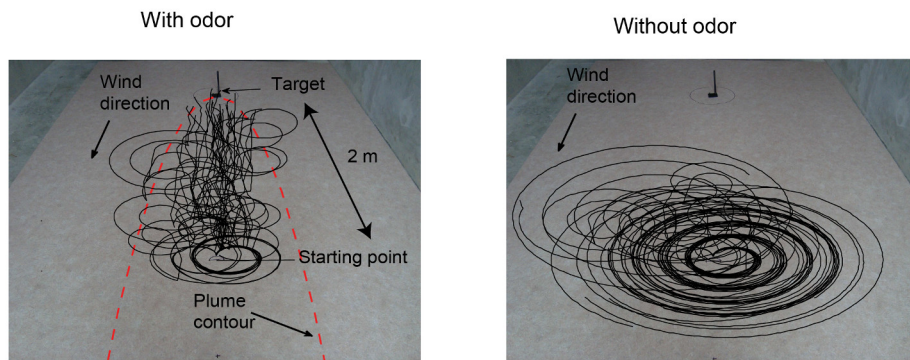 With odor
Without odor
Wind
direction
Target
2 m
Starting point
Plume
contour
Wind
direction